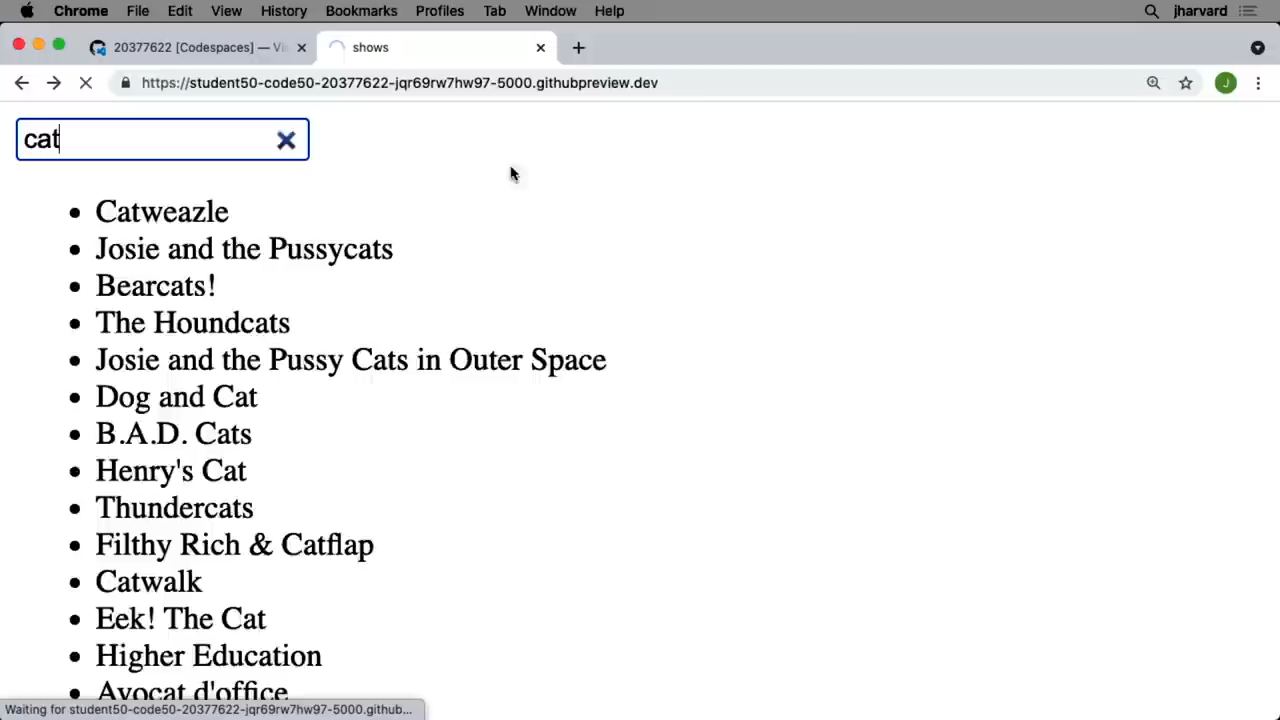 Chrome File Edit View History Bookmarks Profiles Tab Window Help jharvard
20377622 [Codespaces] — Vi shows
https://student50-code50-20377622-jqr69rw7hw97-5000.githubpreview.dev J
cat
Catweazle
Josie and the Pussycats
Bearcats!
The Houndcats
Josie and the Pussy Cats in Outer Space
Dog and Cat
B.A.D. Cats
Henry's Cat
Thundercats
Filthy Rich & Catflap
Catwalk
Eek! The Cat
Higher Education
Avocat d'office
Waiting for student50-code50-20377622-jqr69rw7hw97-5000.github...